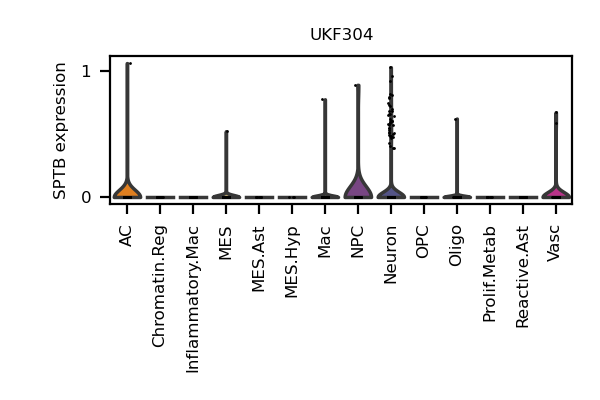 UKF304
SPTB expression
1
0
AC
Chromatin.Reg
Inflammatory.Mac
MES
MES.Ast
MES.Hyp
Mac
NPC
Neuron
OPC
Oligo
Prolif.Metab
Reactive.Ast
Vasc